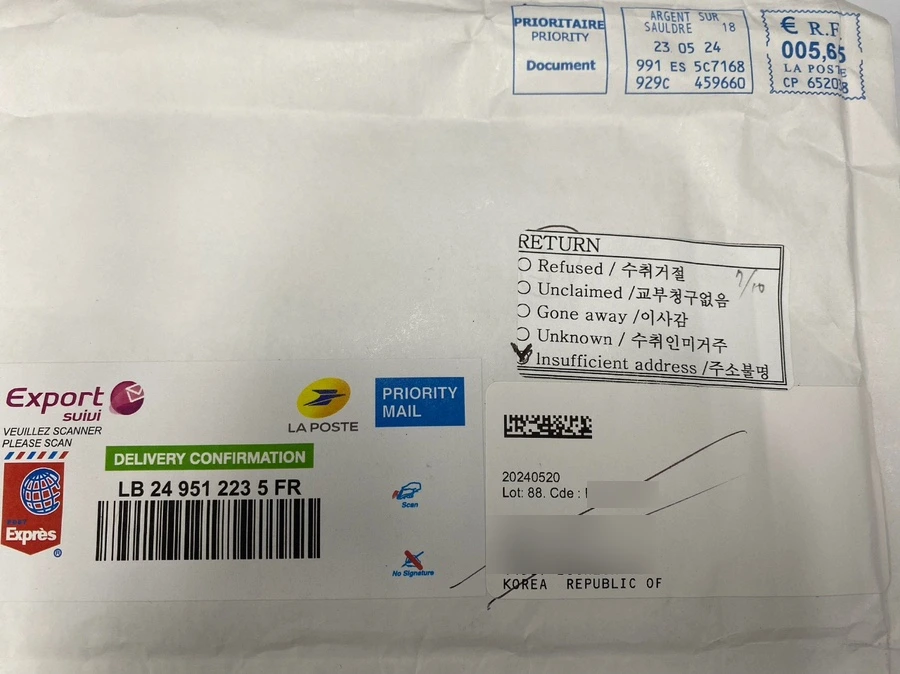 PRIORITAIRE
PRIORITY
Document
ARGENT SUR
SAULDRE 18
23 05 24
991 ES 5C7168
929C 459660
€ R.F.
005,65
LA POSTE
CP 65208
RETURN
Refused / 수취거절
7/10
Unclaimed /교부청구없음
Gone away /이사감
Unknown / 수취인미거주
Insufficient address /주소불명
Export
suivi
VEUILLEZ SCANNER
PLEASE SCAN
Exprès
®
LA POSTE
PRIORITY
MAIL
DELIVERY CONFIRMATION
LB 24 951 223 5 FR
Scan
No Signature
20240520
Lot: 88. Cde :
KOREA REPUBLIC OF